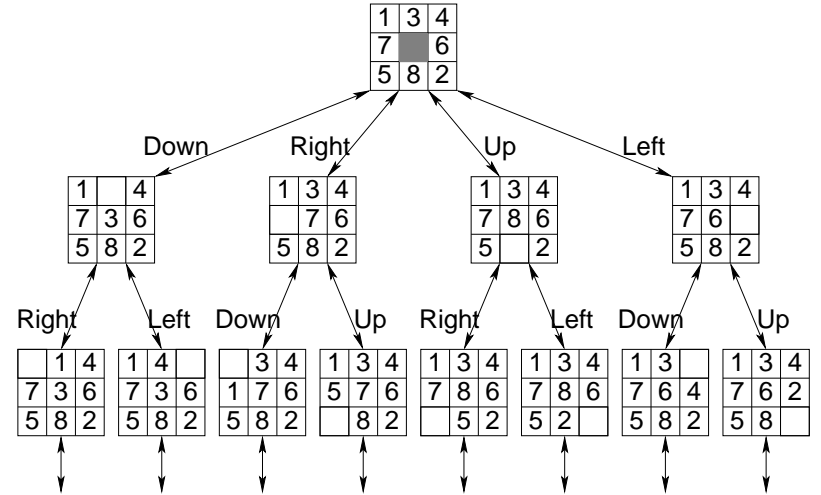 1 3 4
7 6
5 8 2
Down Right Up Left
1 4 1 3 4 1 3 4 1 3 4
7 3 6 7 6 7 8 6 7 6
5 8 2 5 8 2 5 2 5 8 2
Right Left Down Up Right Left Down Up
1 4 1 4 3 4 1 3 4 1 3 4 1 3 4 1 3 1 3 4
7 3 6 7 3 6 1 7 6 5 7 6 7 8 6 7 8 6 7 6 4 7 6 2
5 8 2 5 8 2 5 8 2 8 2 5 2 5 2 5 8 2 5 8